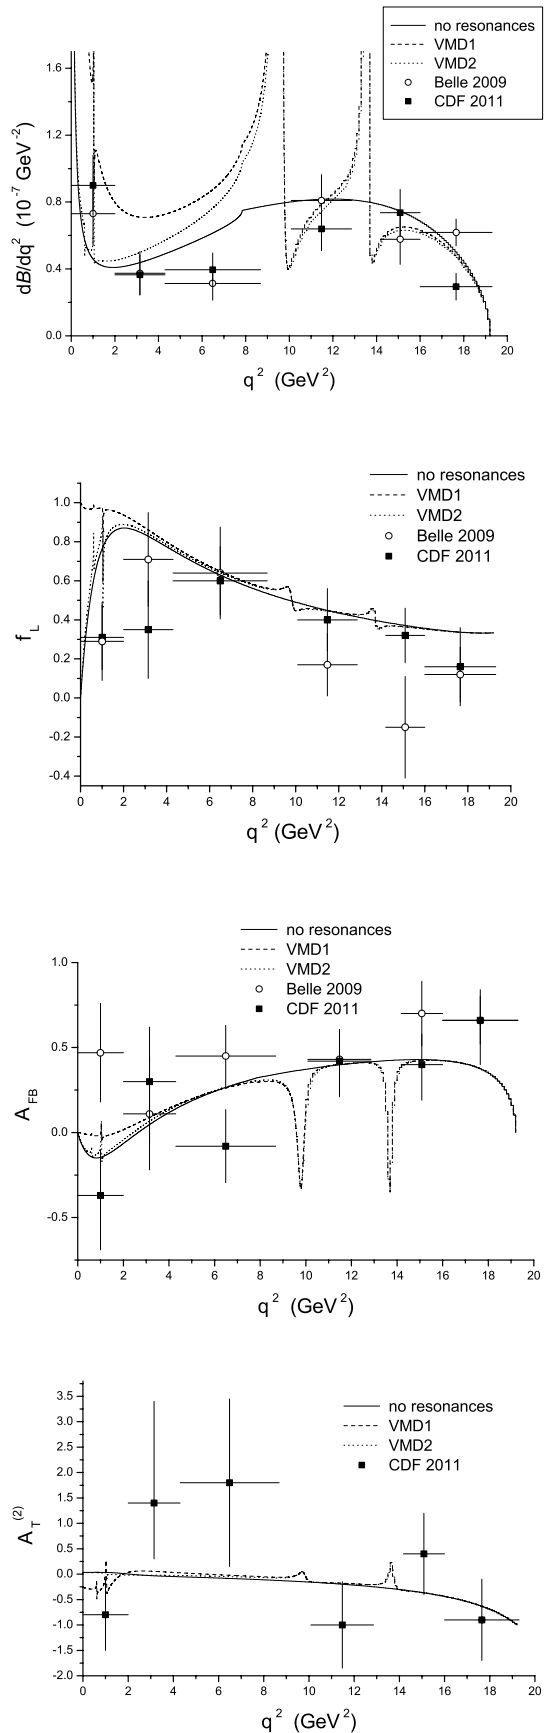 no resonances
VMD1
VMD2
Belle 2009
CDF 2011
1.6
1.2
0.8
0.4
0.0
dB/dq² (10⁻⁷ GeV⁻²)
0 2 4 6 8 10 12 14 16 18 20
q² (GeV²)
no resonances
VMD1
VMD2
Belle 2009
CDF 2011
1.0
0.8
0.6
0.4
0.2
0.0
-0.2
-0.4
f_L
0 2 4 6 8 10 12 14 16 18 20
q² (GeV²)
no resonances
VMD1
VMD2
Belle 2009
CDF 2011
1.0
0.5
0.0
-0.5
A_FB
0 2 4 6 8 10 12 14 16 18 20
q² (GeV²)
no resonances
VMD1
VMD2
CDF 2011
3.5
3.0
2.5
2.0
1.5
1.0
0.5
0.0
-0.5
-1.0
-1.5
-2.0
A_T^(2)
0 2 4 6 8 10 12 14 16 18 20
q² (GeV²)